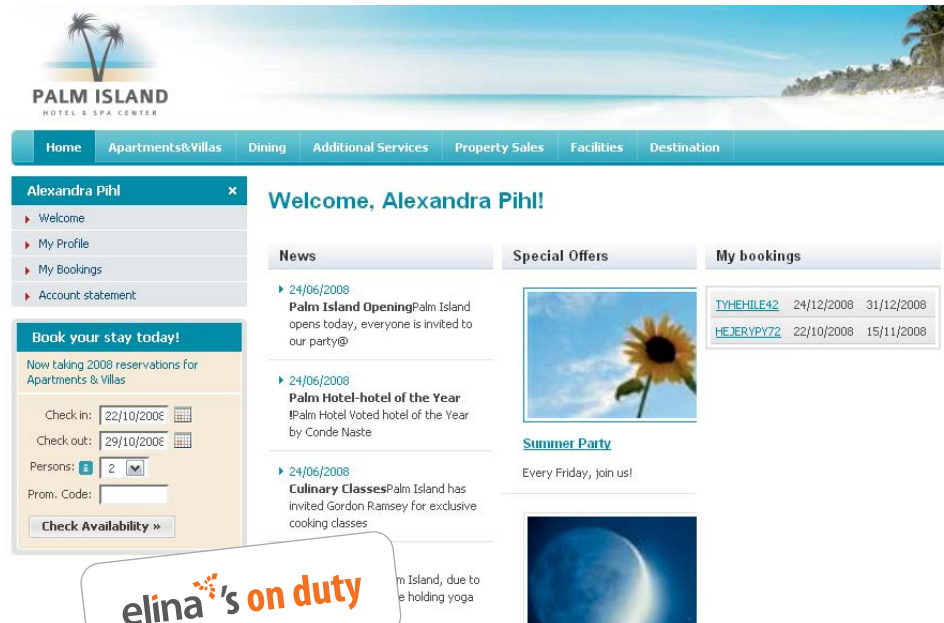 PALM ISLAND
HOTEL & SPA CENTER
Home Apartments&Villas Dining Additional Services Property Sales Facilities Destination
Alexandra Pihl ×
Welcome
My Profile
My Bookings
Account statement
Book your stay today!
Now taking 2008 reservations for
Apartments & Villas
Check in: 22/10/2008
Check out: 29/10/2008
Persons: i 2
Prom. Code:
Check Availability »
Welcome, Alexandra Pihl!
News
24/06/2008
Palm Island OpeningPalm Island
opens today, everyone is invited to
our party@
24/06/2008
Palm Hotel-hotel of the Year
!Palm Hotel Voted hotel of the Year
by Conde Naste
24/06/2008
Culinary ClassesPalm Island has
invited Gordon Ramsey for exclusive
cooking classes
Island, due to
holding yoga
Special Offers
Summer Party
Every Friday, join us!
My bookings
TYHEHILE42 24/12/2008 31/12/2008
HEJERYPY72 22/10/2008 15/11/2008
elina's on duty